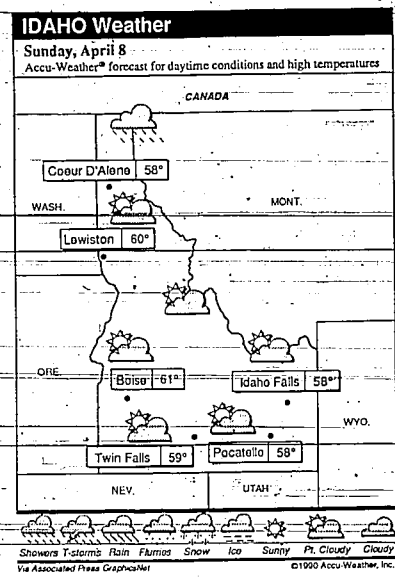 IDAHO Weather
Sunday, April 8
Accu-Weather® forecast for daytime conditions and high temperatures
CANADA
Coeur D'Alene 58°
WASH.
MONT.
Lewiston 60°
ORE.
Boise 61°
Idaho Falls 58°
WYO.
Twin Falls 59°
Pocatello 58°
NEV.
UTAH
Showers T-storms Rain Flurries Snow Ice Sunny Pt. Cloudy Cloudy
Via Associated Press GraphicsNet
©1990 Accu-Weather, Inc.